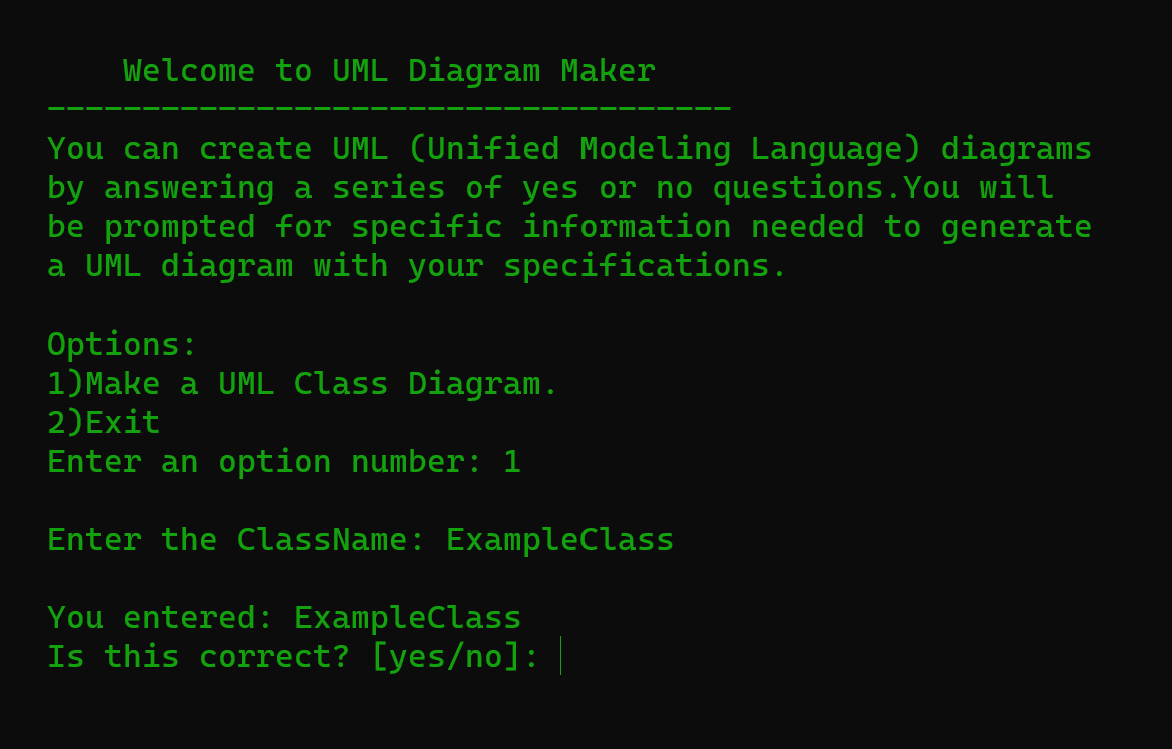 Welcome to UML Diagram Maker
------------------------------------
You can create UML (Unified Modeling Language) diagrams
by answering a series of yes or no questions.You will
be prompted for specific information needed to generate
a UML diagram with your specifications.
Options:
1)Make a UML Class Diagram.
2)Exit
Enter an option number: 1
Enter the ClassName: ExampleClass
You entered: ExampleClass
Is this correct? [yes/no]: